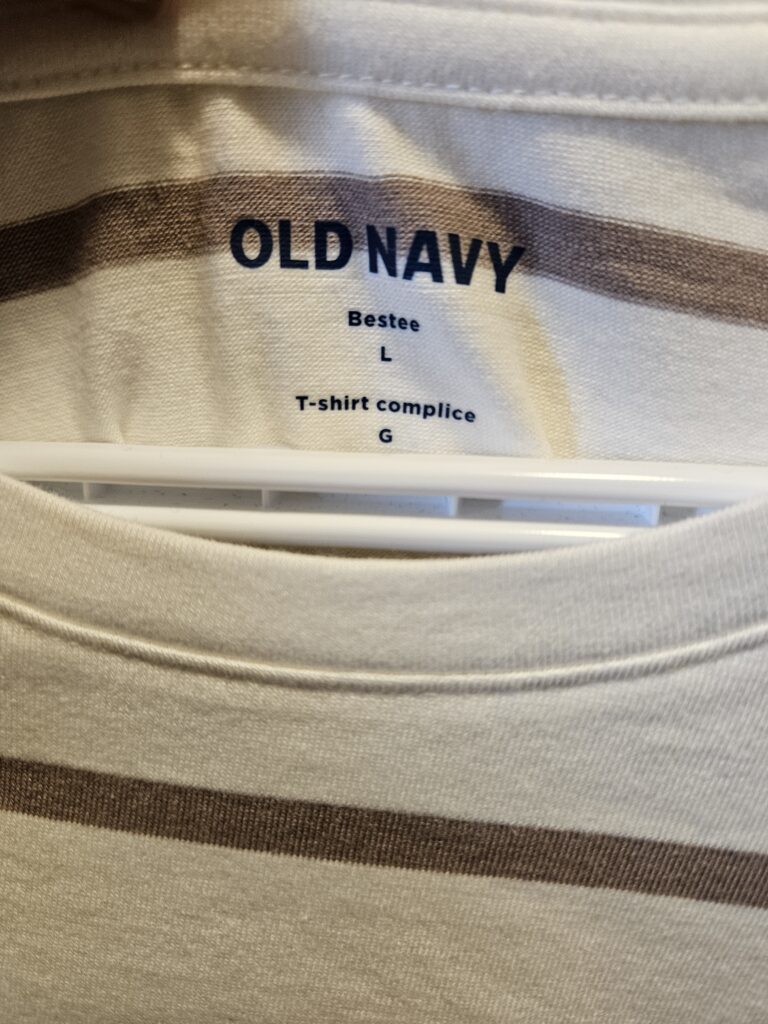 OLD NAVY
Bestee
L
T-shirt complice
G